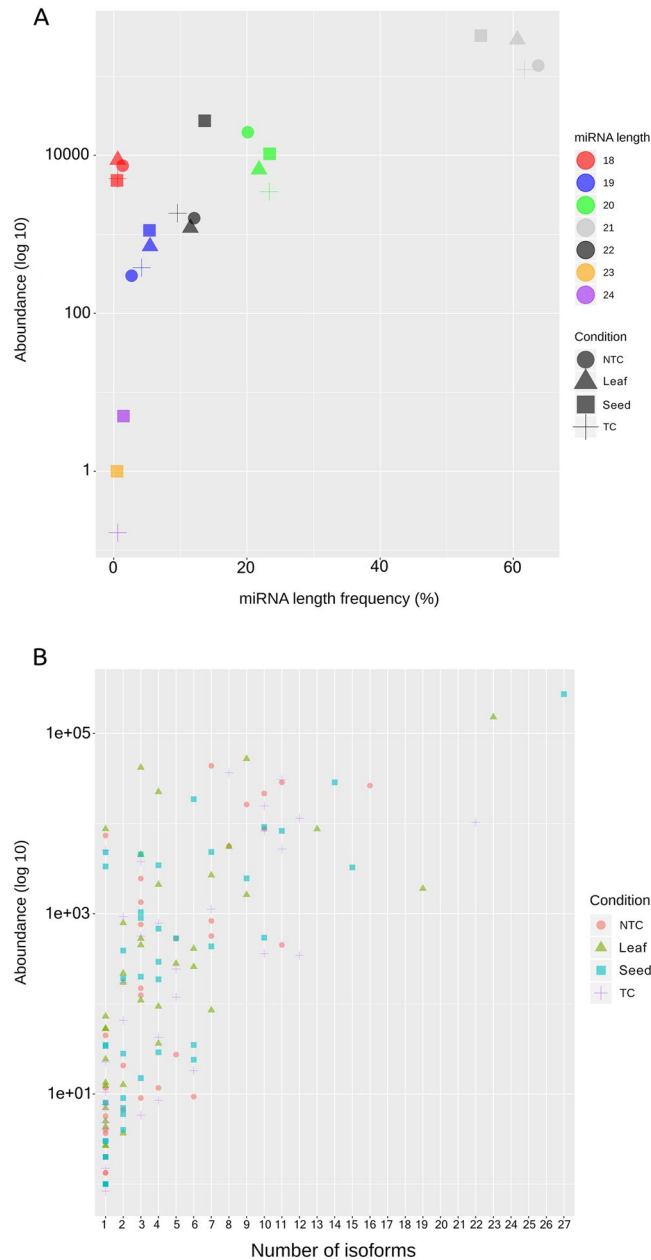 A
Aboundance (log 10)
10000
100
1
0 20 40 60
miRNA length frequency (%)
miRNA length
18
19
20
21
22
23
24
Condition
NTC
Leaf
Seed
TC
B
Aboundance (log 10)
1e+05
1e+03
1e+01
1 2 3 4 5 6 7 8 9 10 11 12 13 14 15 16 17 18 19 20 21 22 23 24 25 26 27
Number of isoforms
Condition
NTC
Leaf
Seed
TC